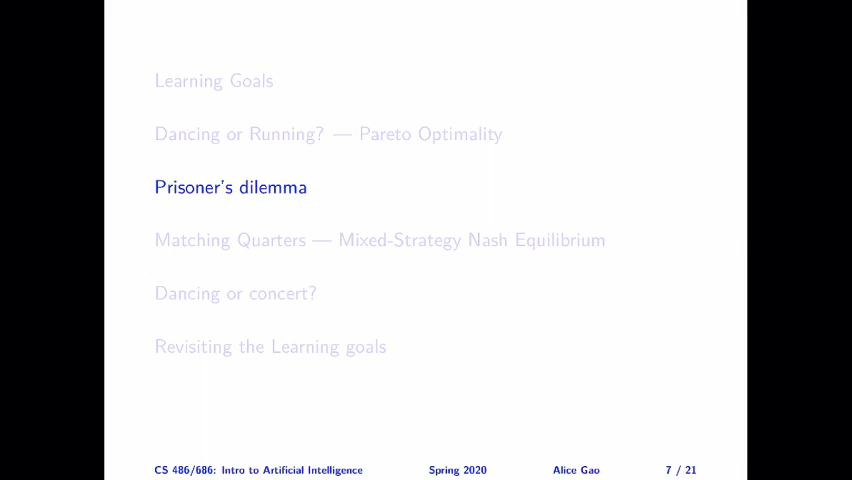 Learning Goals
Dancing or Running? — Pareto Optimality
Prisoner's dilemma
Matching Quarters — Mixed-Strategy Nash Equilibrium
Dancing or concert?
Revisiting the Learning goals
CS 486/686: Intro to Artificial Intelligence Spring 2020 Alice Gao 7 / 21